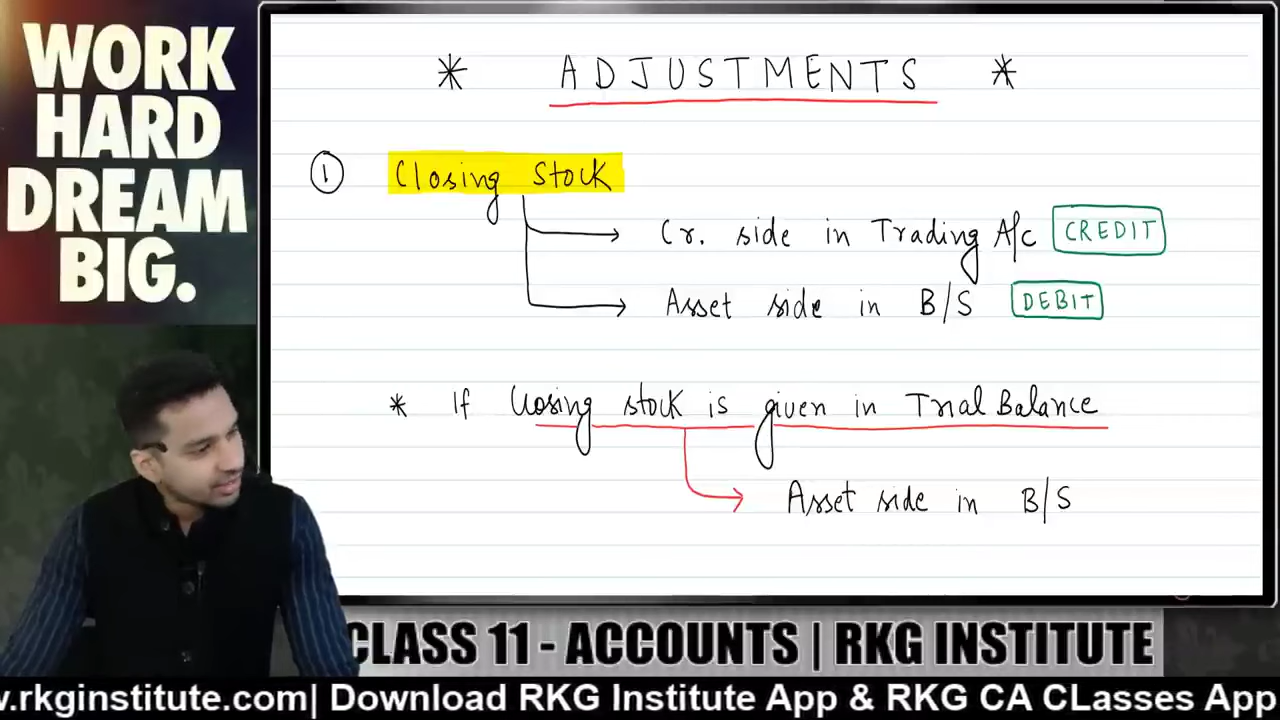 WORK
HARD
DREAM
BIG.
* ADJUSTMENTS *
① Closing Stock
Cr. side in Trading A/c CREDIT
Asset side in B/S DEBIT
* If Closing stock is given in Trial Balance
Asset side in B/S
CLASS 11 - ACCOUNTS | RKG INSTITUTE
w.rkginstitute.com| Download RKG Institute App & RKG CA CLasses App